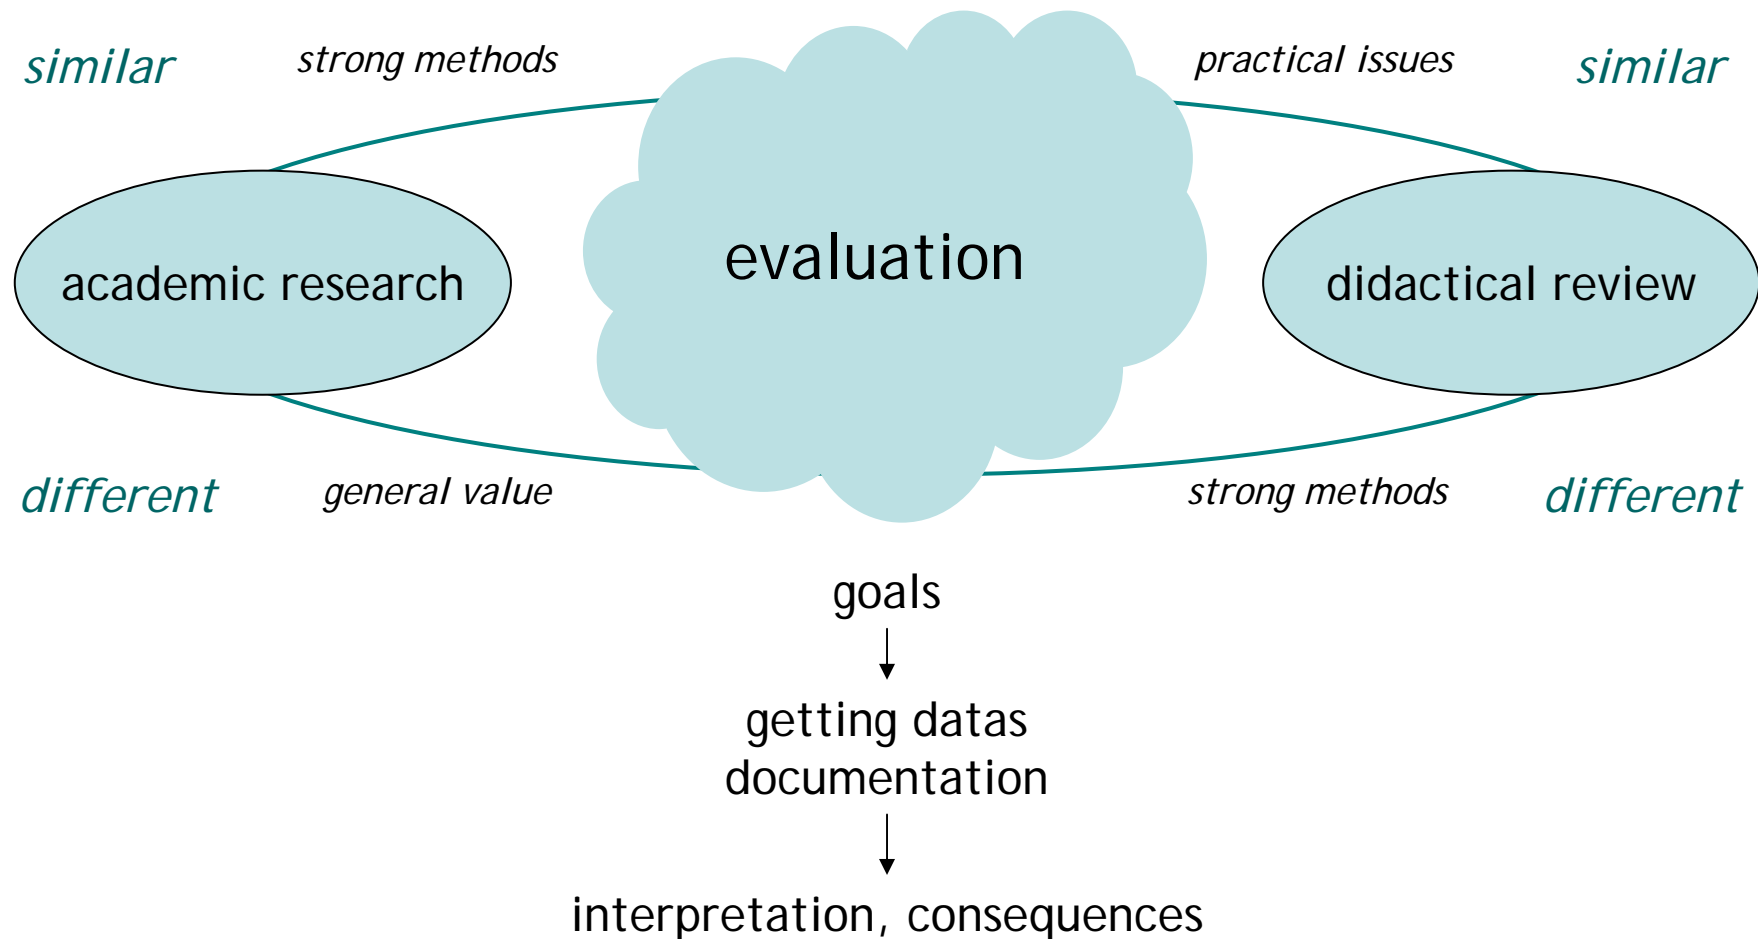 similar
strong methods
practical issues
similar
evaluation
academic research
didactical review
different
general value
strong methods
different
goals
getting datas
documentation
interpretation, consequences